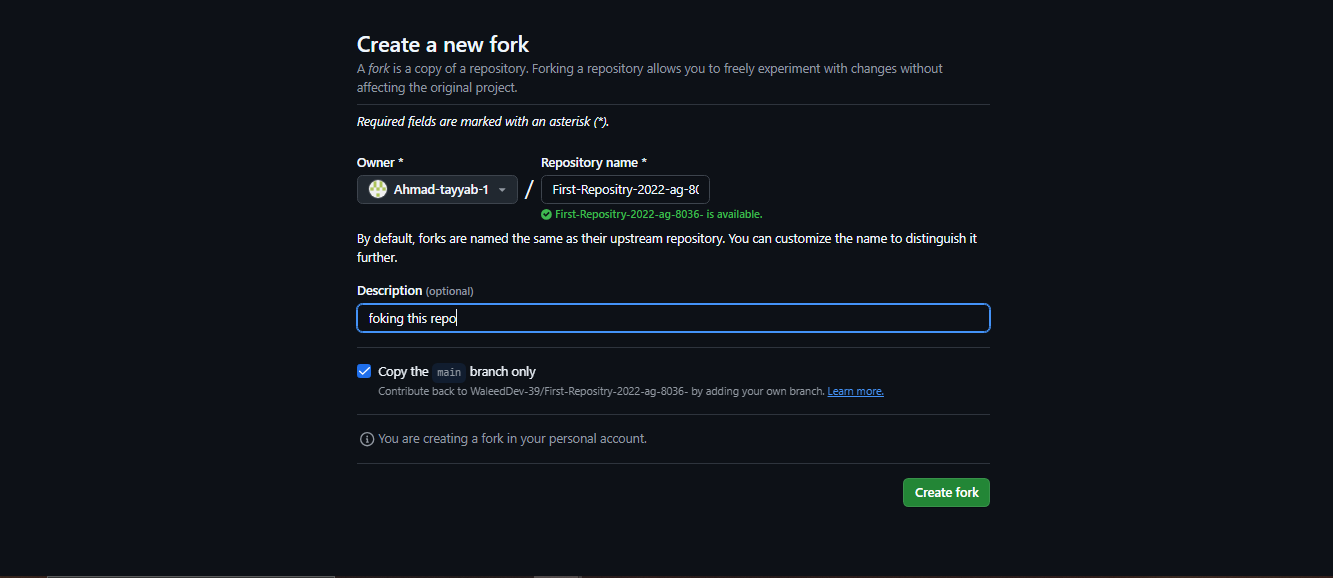 Create a new fork
A fork is a copy of a repository. Forking a repository allows you to freely experiment with changes without
affecting the original project.
Required fields are marked with an asterisk (*).
Owner *
Repository name *
Ahmad-tayyab-1 / First-Repositry-2022-ag-80
First-Repositry-2022-ag-8036- is available.
By default, forks are named the same as their upstream repository. You can customize the name to distinguish it
further.
Description (optional)
foking this repo
Copy the main branch only
Contribute back to WaleedDev-39/First-Repositry-2022-ag-8036- by adding your own branch. Learn more.
You are creating a fork in your personal account.
Create fork